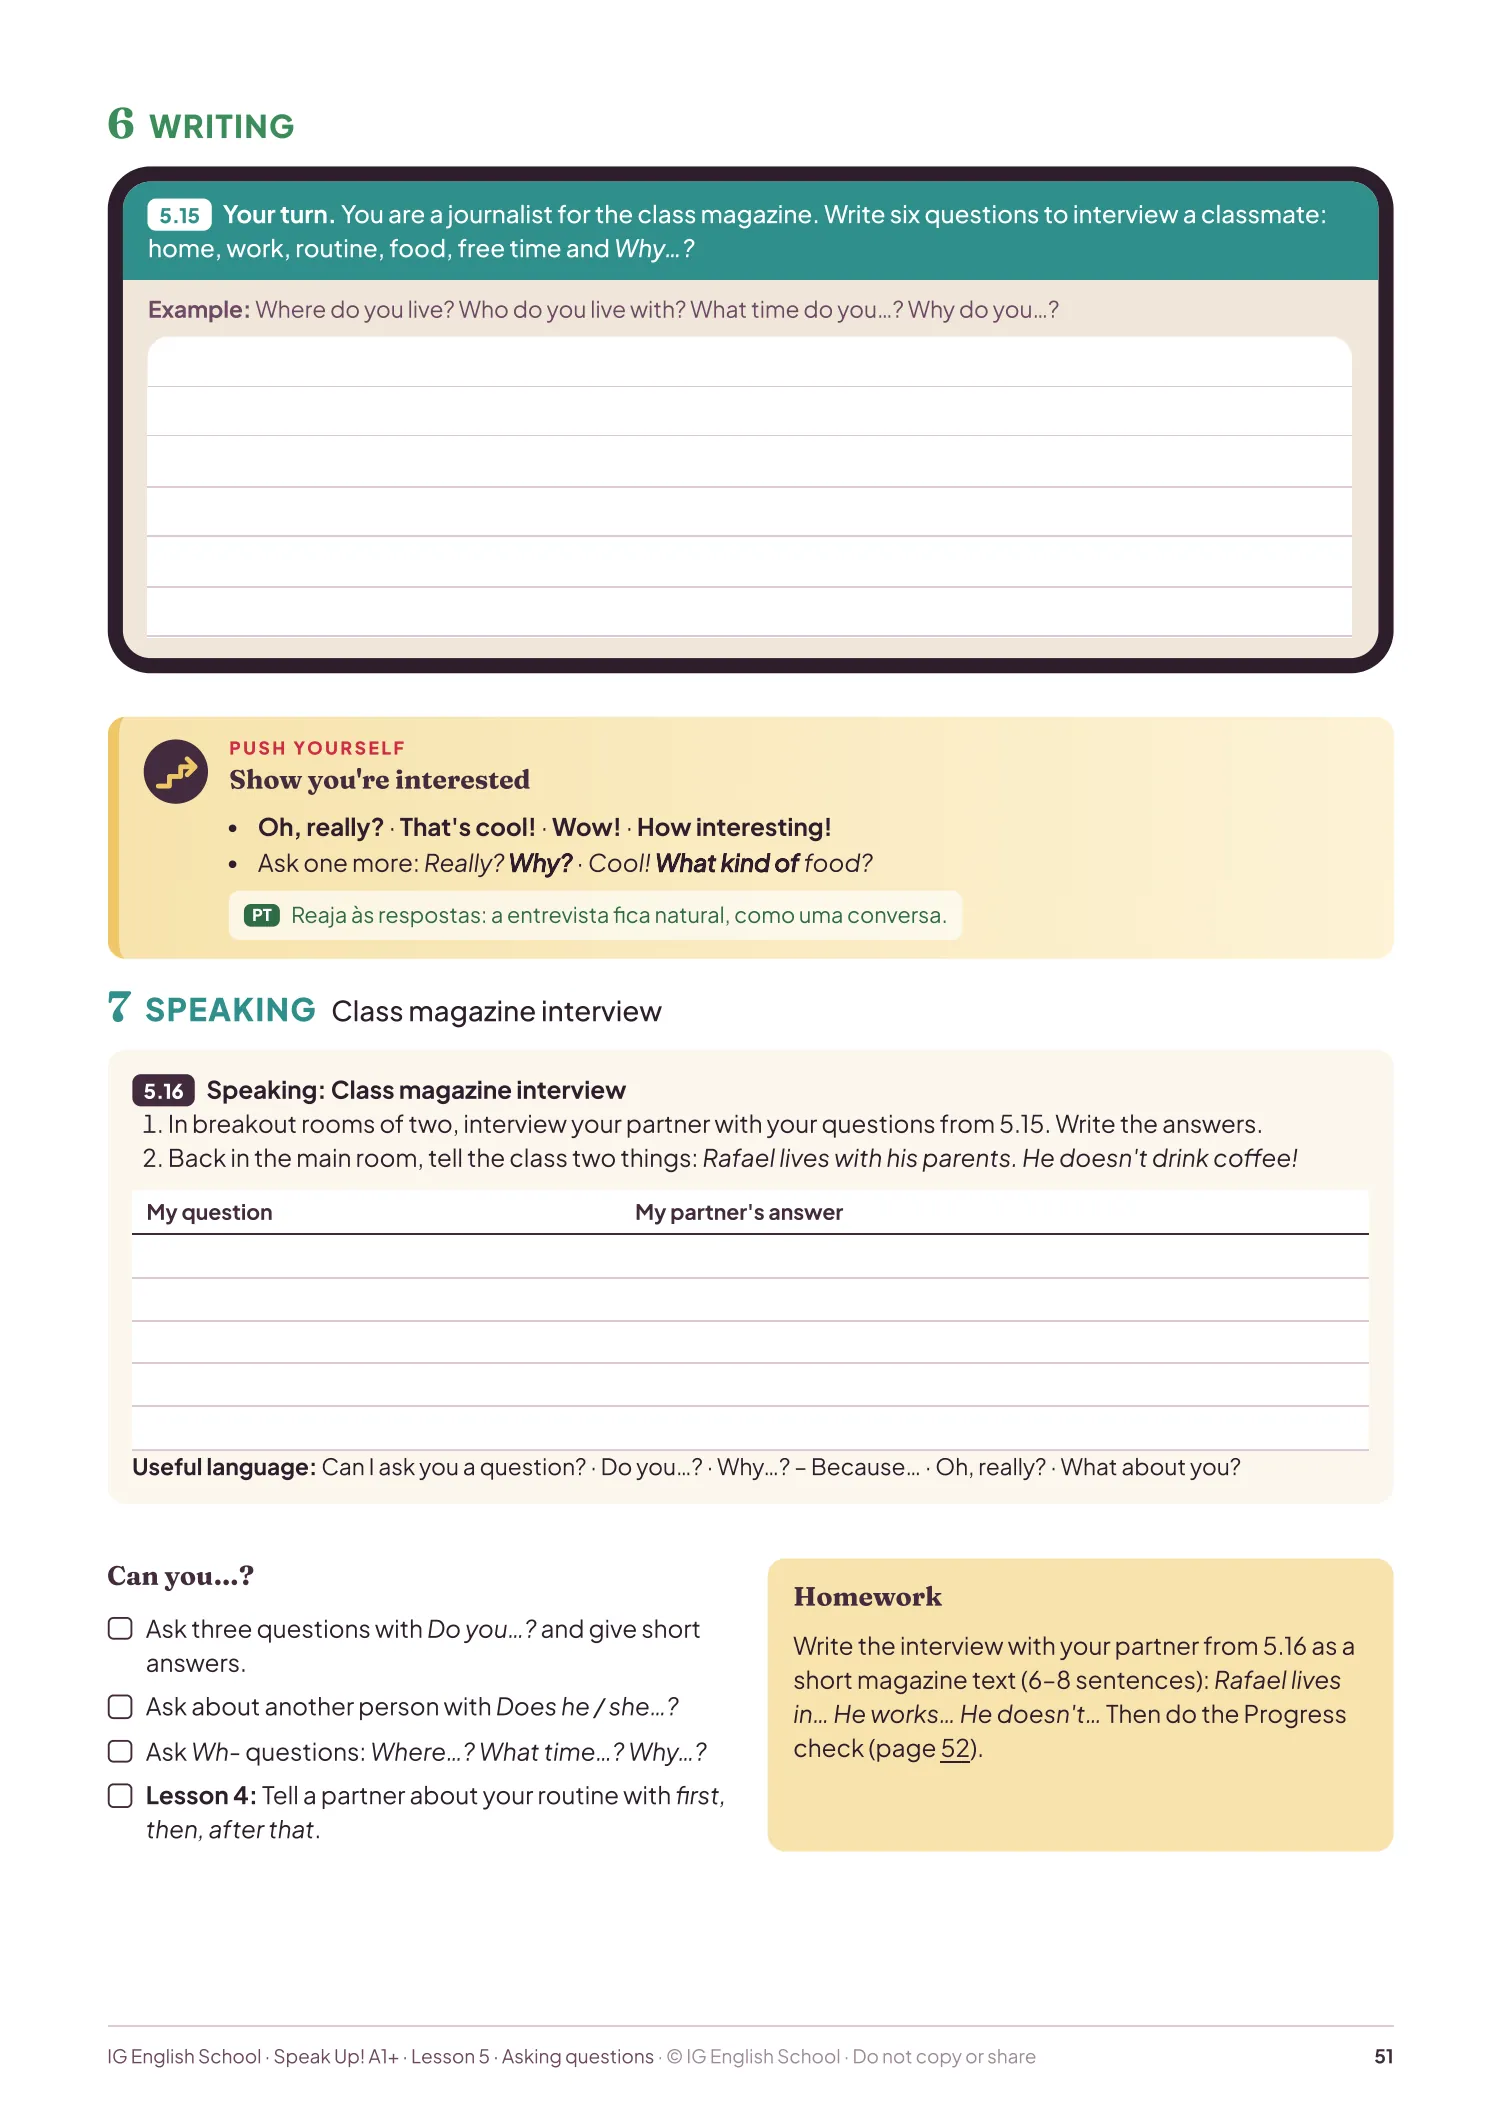 6 WRITING
5.15 Your turn. You are a journalist for the class magazine. Write six questions to interview a classmate:
home, work, routine, food, free time and Why…?
Example: Where do you live? Who do you live with? What time do you…? Why do you…?
PUSH YOURSELF
Show you're interested
• Oh, really? · That's cool! · Wow! · How interesting!
• Ask one more: Really? Why? · Cool! What kind of food?
PT Reaja às respostas: a entrevista fica natural, como uma conversa.
7 SPEAKING Class magazine interview
5.16 Speaking: Class magazine interview
1. In breakout rooms of two, interview your partner with your questions from 5.15. Write the answers.
2. Back in the main room, tell the class two things: Rafael lives with his parents. He doesn't drink coffee!
My question My partner's answer
Useful language: Can I ask you a question? · Do you…? · Why…? – Because… · Oh, really? · What about you?
Can you…?
Ask three questions with Do you…? and give short
answers.
Ask about another person with Does he / she…?
Ask Wh- questions: Where…? What time…? Why…?
Lesson 4: Tell a partner about your routine with first,
then, after that.
Homework
Write the interview with your partner from 5.16 as a
short magazine text (6–8 sentences): Rafael lives
in… He works… He doesn't… Then do the Progress
check (page 52).
IG English School · Speak Up! A1+ · Lesson 5 · Asking questions · © IG English School · Do not copy or share 51